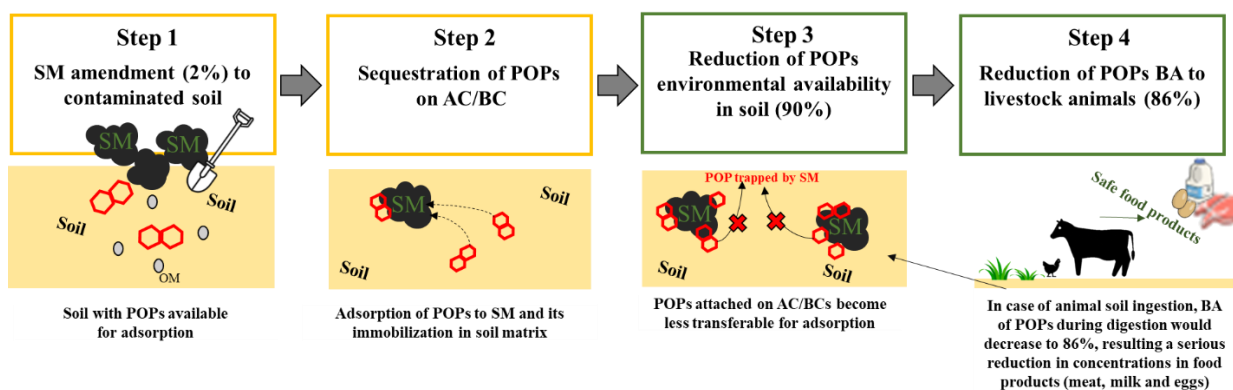 Step 1
SM amendment (2%) to
contaminated soil
SM
SM
Soil
Soil
OM
Soil with POPs available
for adsorption
Step 2
Sequestration of POPs
on AC/BC
SM
Soil
Soil
Adsorption of POPs to SM and its
immobilization in soil matrix
Step 3
Reduction of POPs
environmental availability
in soil (90%)
POP trapped by SM
SM
SM
Soil
Soil
POPs attached on AC/BCs become
less transferable for adsorption
Step 4
Reduction of POPs BA to
livestock animals (86%)
Safe food
products
In case of animal soil ingestion, BA
of POPs during digestion would
decrease to 86%, resulting a serious
reduction in concentrations in food
products (meat, milk and eggs)